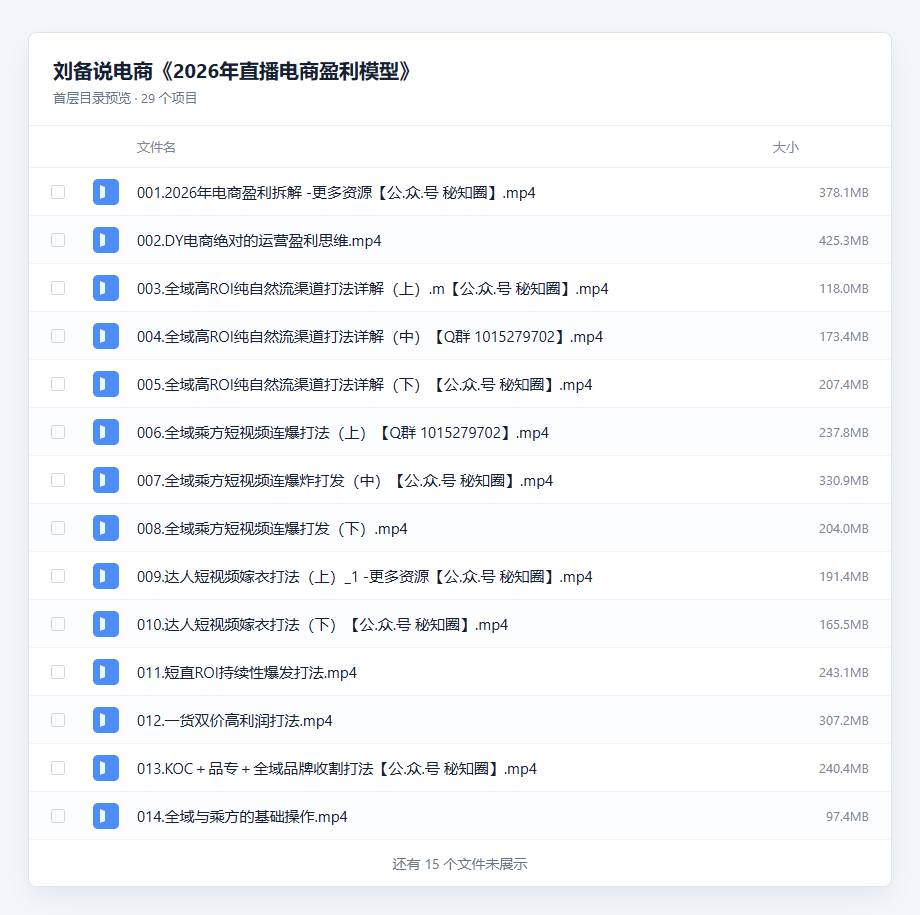 刘备说电商《2026年直播电商盈利模型》
首层目录预览 · 29 个项目
文件名 大小
001.2026年电商盈利拆解 -更多资源【公.众.号 秘知圈】.mp4 378.1MB
002.DY电商绝对的运营盈利思维.mp4 425.3MB
003.全域高ROI纯自然流渠道打法详解（上）.m【公.众.号 秘知圈】.mp4 118.0MB
004.全域高ROI纯自然流渠道打法详解（中）【Q群 1015279702】.mp4 173.4MB
005.全域高ROI纯自然流渠道打法详解（下）【公.众.号 秘知圈】.mp4 207.4MB
006.全域乘方短视频连爆打法（上）【Q群 1015279702】.mp4 237.8MB
007.全域乘方短视频连爆炸打发（中）【公.众.号 秘知圈】.mp4 330.9MB
008.全域乘方短视频连爆打发（下）.mp4 204.0MB
009.达人短视频嫁衣打法（上）_1 -更多资源【公.众.号 秘知圈】.mp4 191.4MB
010.达人短视频嫁衣打法（下）【公.众.号 秘知圈】.mp4 165.5MB
011.短直ROI持续性爆发打法.mp4 243.1MB
012.一货双价高利润打法.mp4 307.2MB
013.KOC＋品专＋全域品牌收割打法【公.众.号 秘知圈】.mp4 240.4MB
014.全域与乘方的基础操作.mp4 97.4MB
还有 15 个文件未展示